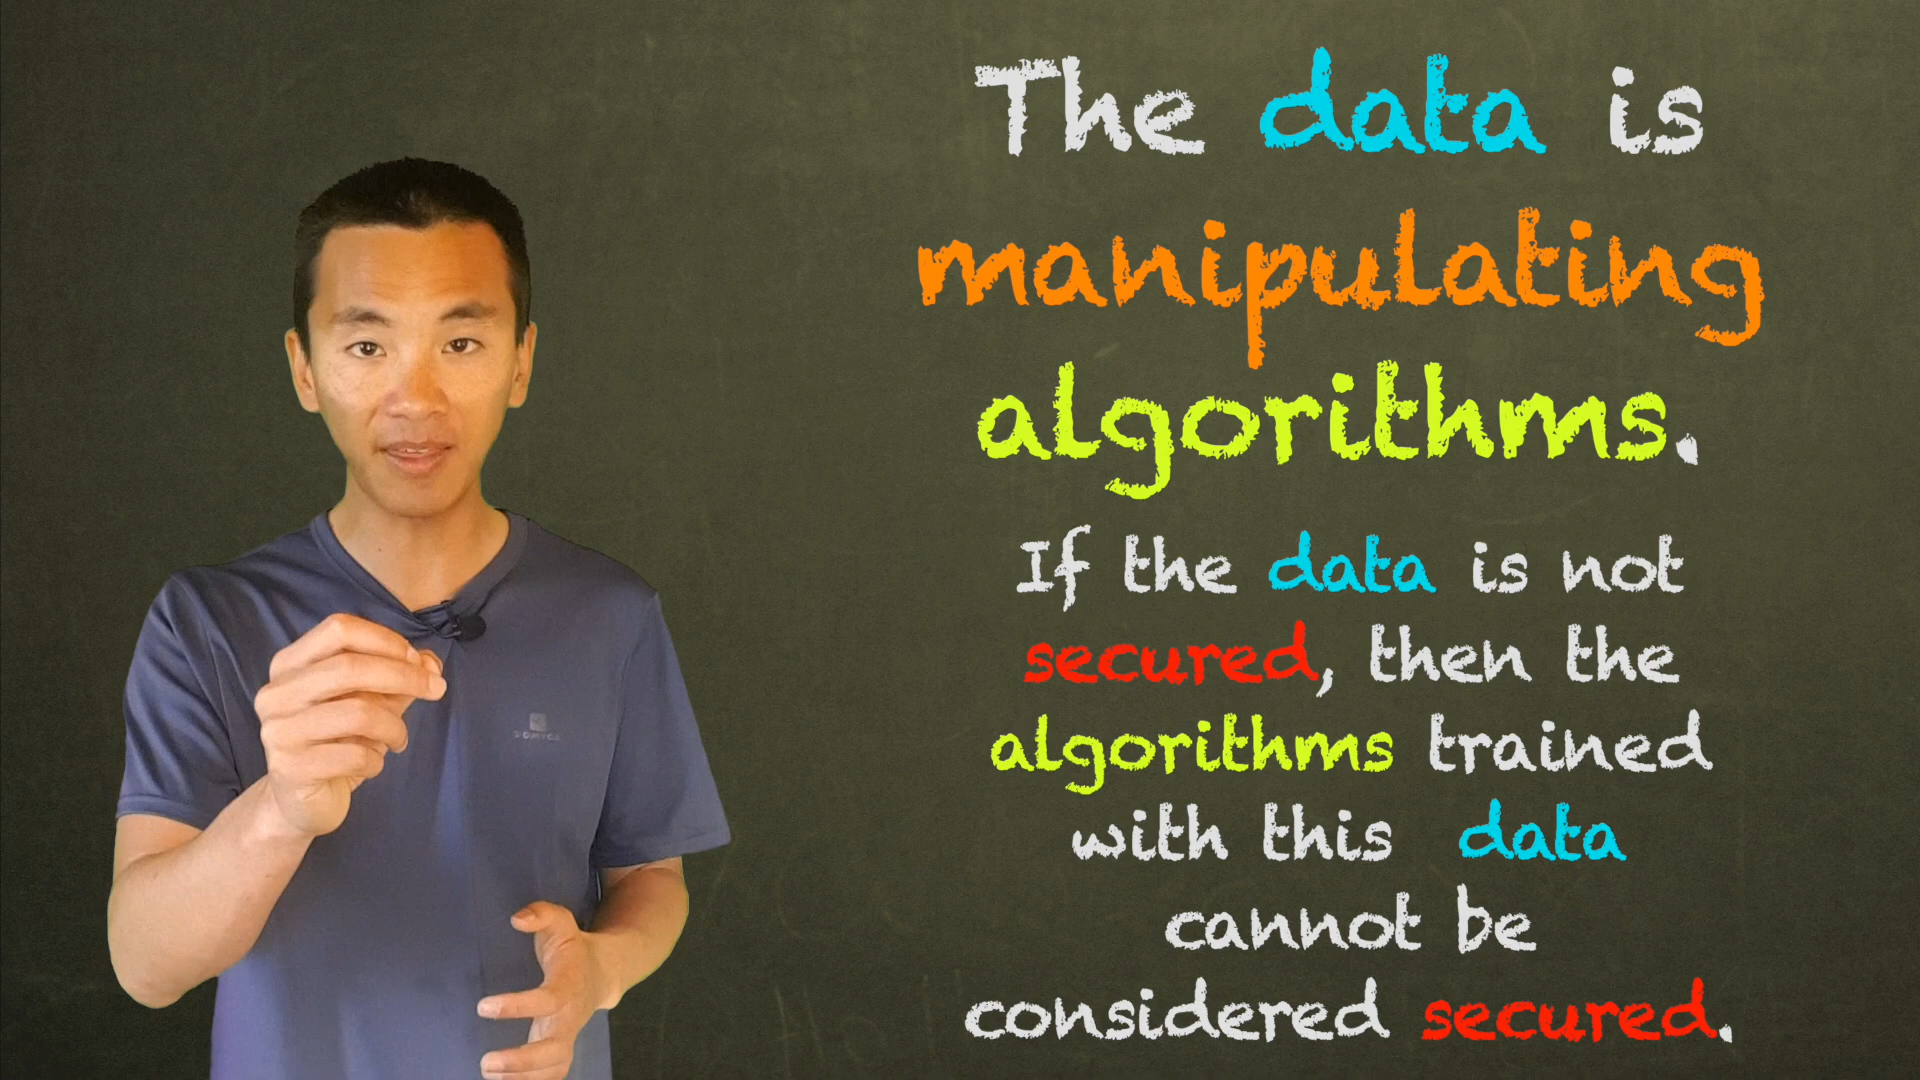 The data is
manipulating
algorithms.
If the data is not
secured, then the
algorithms trained
with this data
cannot be
considered secured.